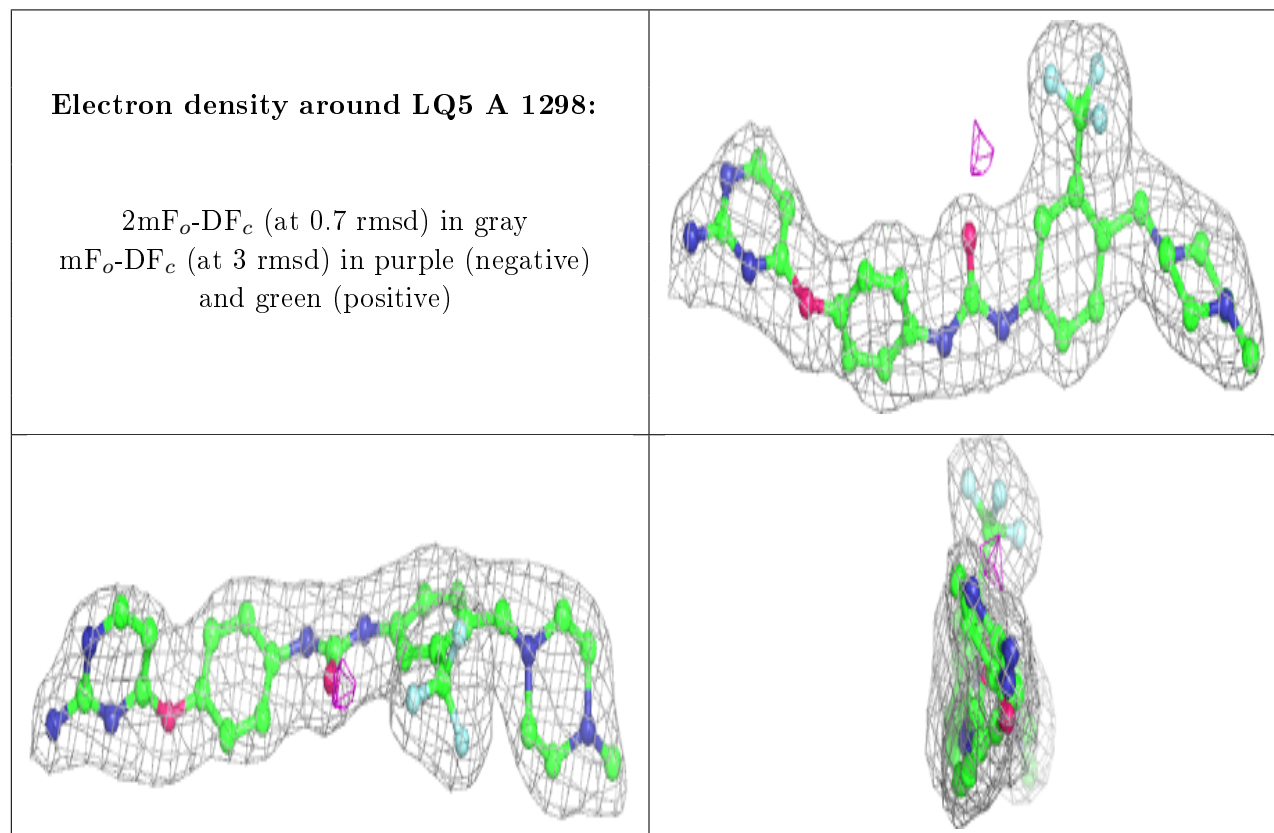 Electron density around LQ5 A 1298:
2mFo-DFc (at 0.7 rmsd) in gray
mFo-DFc (at 3 rmsd) in purple (negative)
and green (positive)